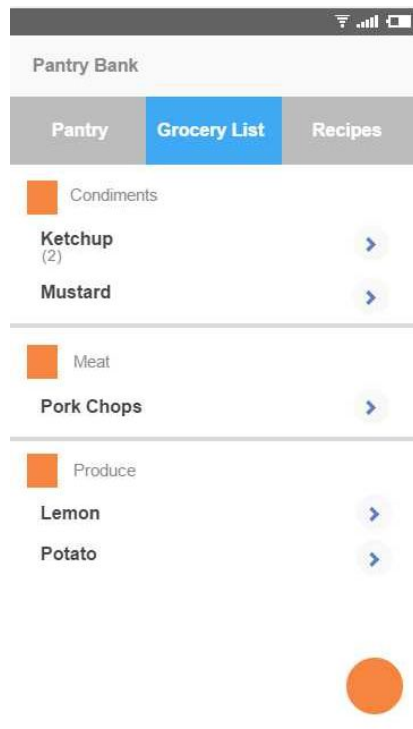 Pantry Bank
Pantry Grocery List Recipes
Condiments
Ketchup
(2)
Mustard
Meat
Pork Chops
Produce
Lemon
Potato